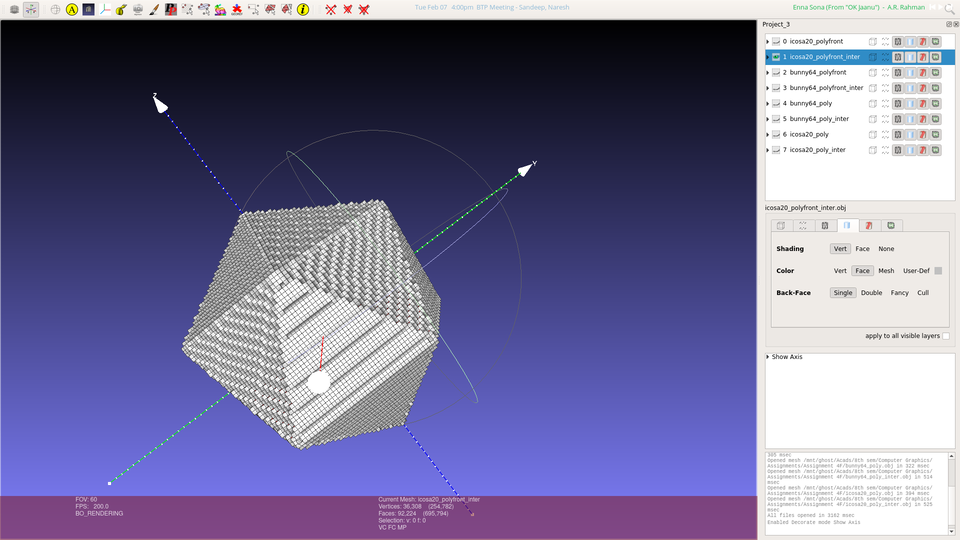 Tue Feb 07 4:00pm BTP Meeting - Sandeep, Naresh
Enna Sona (From "OK Jaanu") - A.R. Rahman
Project_3
0 icosa20_polyfront
1 icosa20_polyfront_inter
2 bunny64_polyfront
3 bunny64_polyfront_inter
4 bunny64_poly
5 bunny64_poly_inter
6 icosa20_poly
7 icosa20_poly_inter
Z
Y
icosa20_polyfront_inter.obj
Shading Vert Face None
Color Vert Face Mesh User-Def
Back-Face Single Double Fancy Cull
apply to all visible layers
Show Axis
385 msec
Opened mesh /mnt/ghost/Acads/8th sem/Computer Graphics/
Assignments/Assignment 4F/bunny64_poly.obj in 322 msec
Opened mesh /mnt/ghost/Acads/8th sem/Computer Graphics/
Assignments/Assignment 4F/bunny64_poly_inter.obj in 514
msec
Opened mesh /mnt/ghost/Acads/8th sem/Computer Graphics/
Assignments/Assignment 4F/icosa20_poly.obj in 394 msec
Opened mesh /mnt/ghost/Acads/8th sem/Computer Graphics/
Assignments/Assignment 4F/icosa20_poly_inter.obj in 525
msec
All files opened in 3182 msec
Enabled Decorate mode Show Axis
FOV: 60
FPS: 200.0
BO_RENDERING
Current Mesh: icosa20_polyfront_inter
Vertices: 36,308 (254,782)
Faces: 92,224 (695,794)
Selection: v: 0 f: 0
VC FC MP